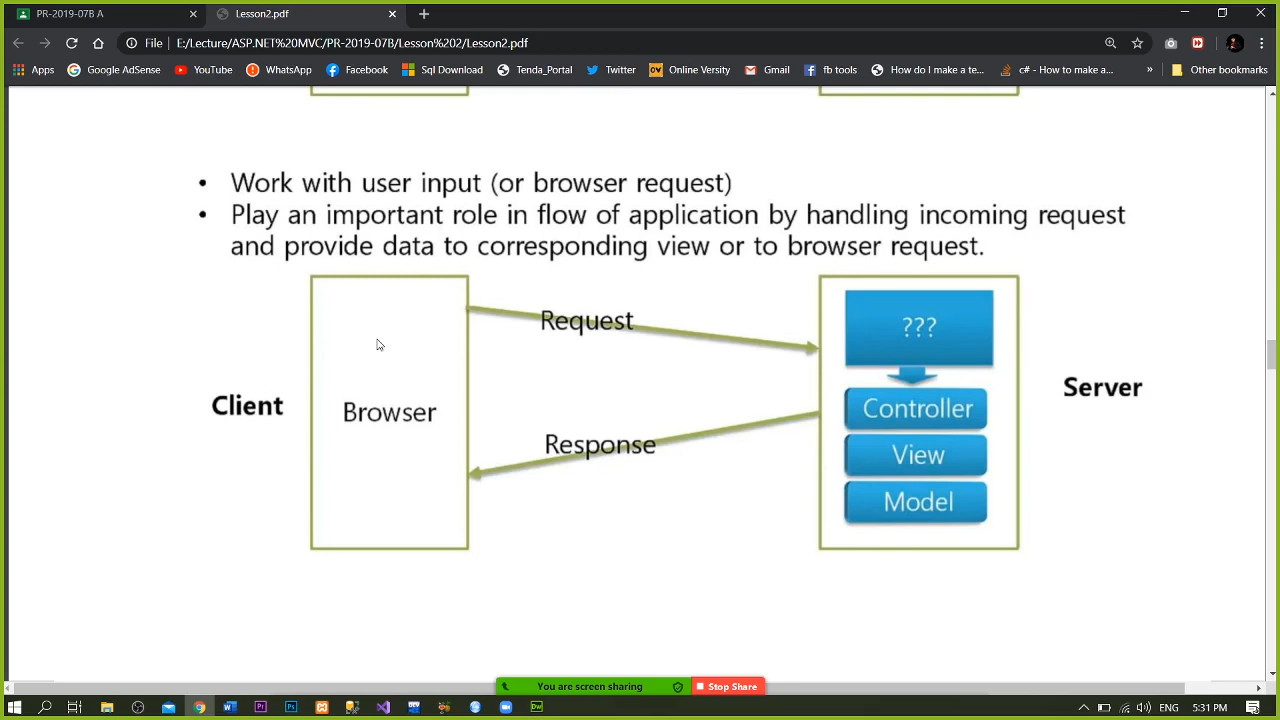 PR-2019-07B A
Lesson2.pdf
File
E:/Lecture/ASP.NET%20MVC/PR-2019-07B/Lesson%202/Lesson2.pdf
Apps
Google AdSense
YouTube
WhatsApp
Facebook
Sql Download
Tenda_Portal
Twitter
OV
Online Versity
Gmail
fb tools
How do I make a te...
c# - How to make a...
»
Other bookmarks
• Work with user input (or browser request)
• Play an important role in flow of application by handling incoming request
and provide data to corresponding view or to browser request.
Request
???
Client
Browser
Controller
Server
Response
View
Model
You are screen sharing
Stop Share
ENG
5:31 PM